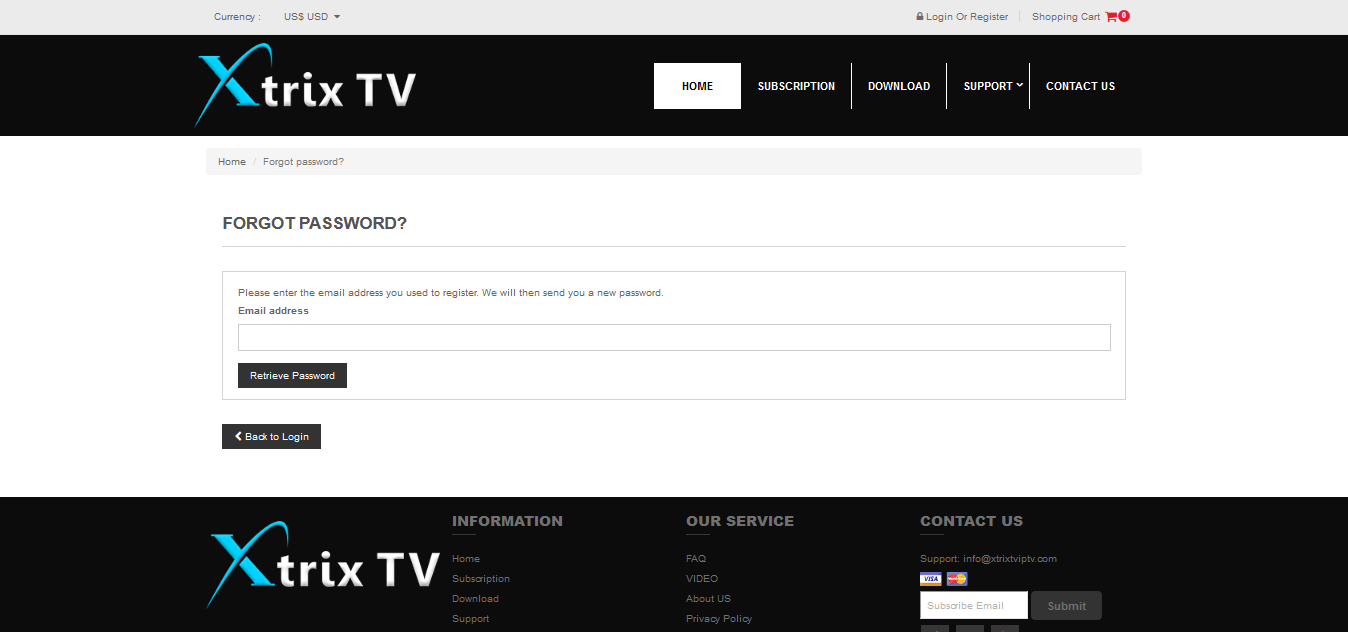 Currency : US$ USD Login Or Register Shopping Cart 0
Xtrix TV
HOME SUBSCRIPTION DOWNLOAD SUPPORT CONTACT US
Home / Forgot password?
FORGOT PASSWORD?
Please enter the email address you used to register. We will then send you a new password.
Email address
Retrieve Password
Back to Login
Xtrix TV
INFORMATION
Home
Subscription
Download
Support
OUR SERVICE
FAQ
VIDEO
About US
Privacy Policy
CONTACT US
Support: info@xtrixtviptv.com
VISA
Subscribe Email Submit